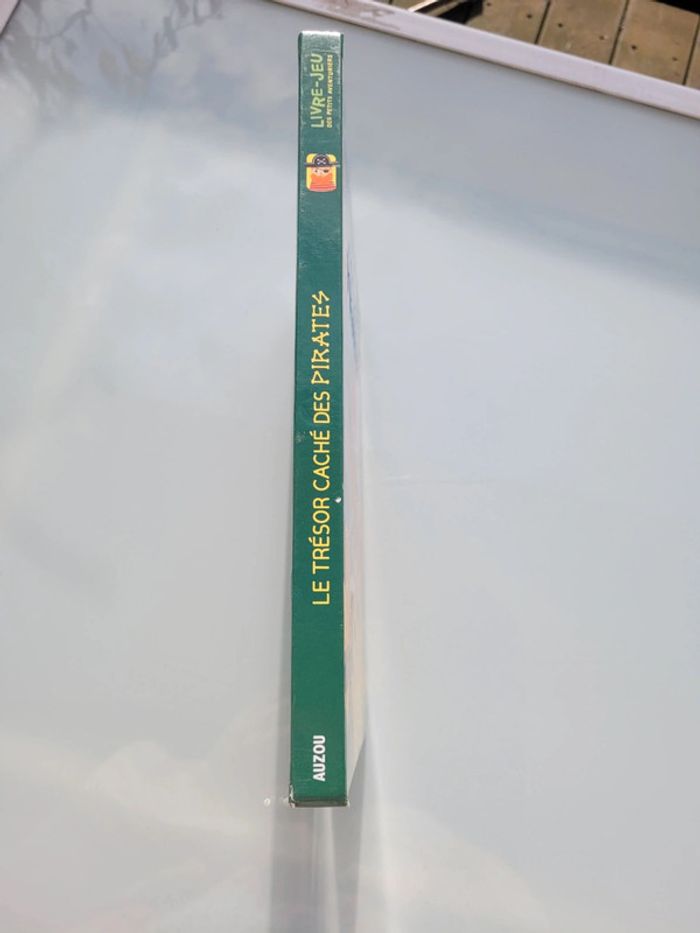 LIVRE-JEU
DES PETITS AVENTURIERS
LE TRÉSOR CACHÉ DES PIRATES
AUZOU